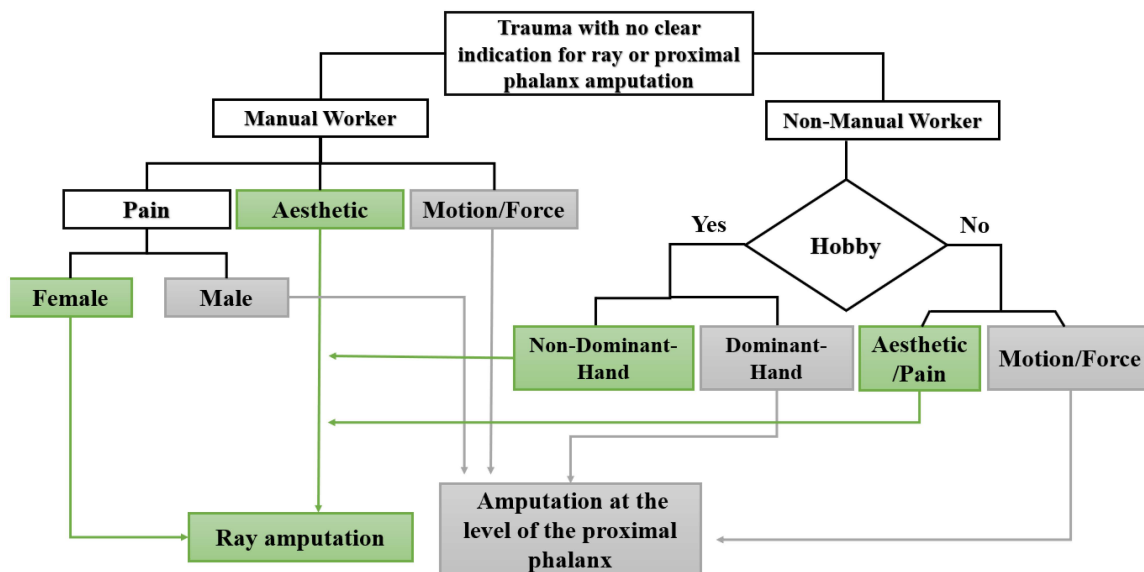 Trauma with no clear
indication for ray or proximal
phalanx amputation
Manual Worker
Non-Manual Worker
Pain
Aesthetic
Motion/Force
Yes
No
Hobby
Female
Male
Non-Dominant-
Hand
Dominant-
Hand
Aesthetic
/Pain
Motion/Force
Ray amputation
Amputation at the
level of the proximal
phalanx